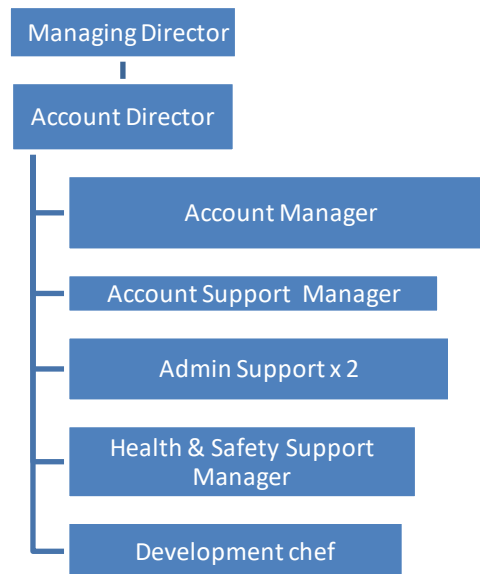 Managing Director
Account Director
Account Manager
Account Support Manager
Admin Support x 2
Health & Safety Support
Manager
Development chef